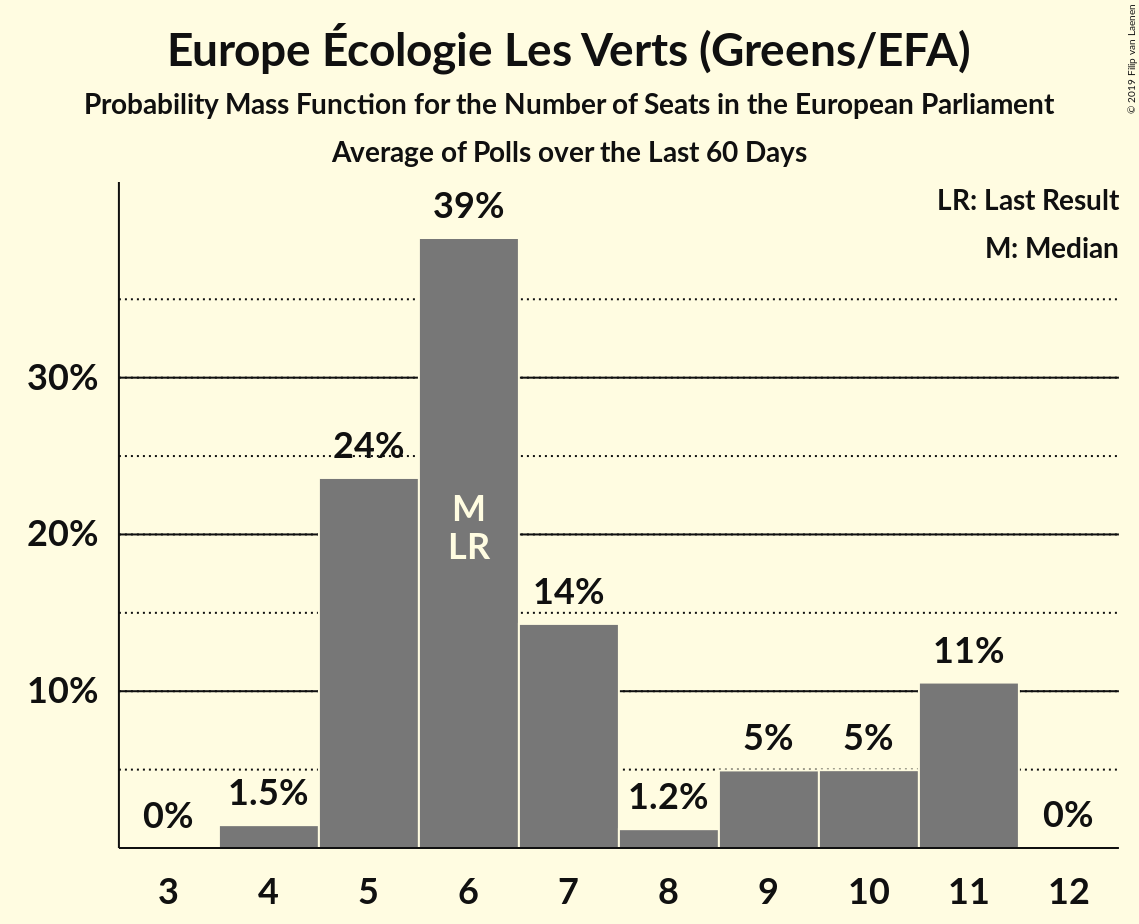 Europe Écologie Les Verts (Greens/EFA)
Probability Mass Function for the Number of Seats in the European Parliament
Average of Polls over the Last 60 Days
© 2019 Filip van Laenen
LR: Last Result
M: Median
39%
30%
24%
M
LR
20%
14%
11%
10%
5%
5%
1.5%
1.2%
0%
0%
3 4 5 6 7 8 9 10 11 12